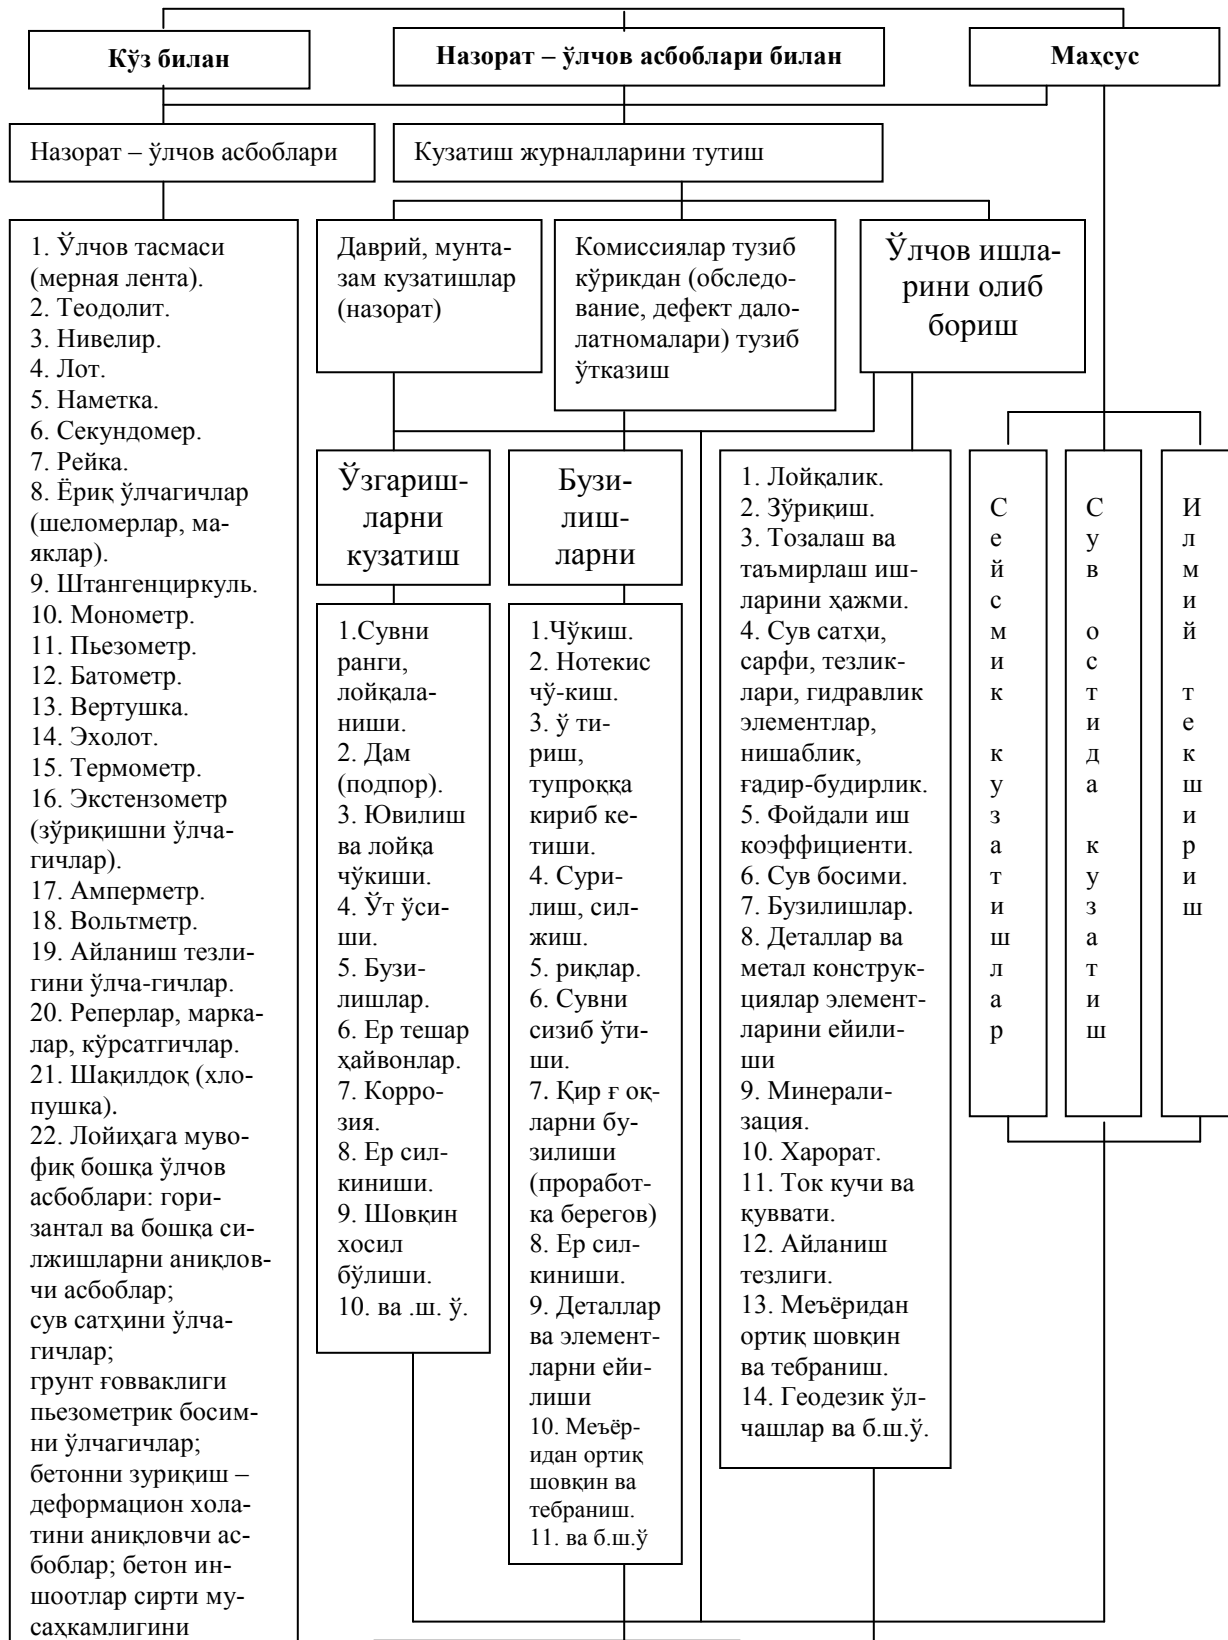 Кўз билан
Назорат – ўлчов асбоблари билан
Махсус
Назорат – ўлчов асбоблари
Кузатиш журналларини тутиш
1. Ўлчов тасмаси
(мерная лента).
2. Теодолит.
3. Нивелир.
4. Лот.
5. Наметка.
6. Секундомер.
7. Рейка.
8. Ёриқ ўлчагичлар
(шеломерлар, ма-
яклар).
9. Штангенциркуль.
10. Монометр.
11. Пьезометр.
12. Батометр.
13. Вертушка.
14. Эхолот.
15. Термометр.
16. Экстензометр
(зўриқишни ўлча-
гичлар).
17. Амперметр.
18. Вольтметр.
19. Айланиш тезли-
гини ўлча-гичлар.
20. Реперлар, марка-
лар, кўрсатгичлар.
21. Шақилдоқ (хло-
пушка).
22. Лойиҳага муво-
фиқ бошқа ўлчов
асбоблари: гори-
зантал ва бошқа си-
лжишларни аниқлов-
чи асбоблар;
сув сатҳини ўлча-
гичлар;
грунт ғовваклиги
пьезометрик босим-
ни ўлчагичлар;
бетонни зуриқиш –
деформацион хола-
тини аниқловчи ас-
боблар; бетон ин-
шоотлар сирти му-
саҳкамлигини
Даврий, мунта-
зам кузатишлар
(назорат)
Комиссиялар тузиб
кўрикдан (обследо-
вание, дефект дало-
латномалари) тузиб
ўтказиш
Ўлчов ишла-
рини олиб
бориш
Ўзгариш-
ларни
кузатиш
Бузи-
лиш-
ларни
1.Сувни
ранги,
лойқала-
ниши.
2. Дам
(подпор).
3. Ювилиш
ва лойқа
чўкиши.
4. Ўт ўси-
ши.
5. Бузи-
лишлар.
6. Ер тешар
ҳайвонлар.
7. Корро-
зия.
8. Ер сил-
киниши.
9. Шовқин
хосил
бўлиши.
10. ва .ш. ў.
1.Чўкиш.
2. Нотекис
чў-киш.
3. ў ти-
риш,
тупроққа
кириб ке-
тиши.
4. Сури-
лиш, сил-
жиш.
5. риқлар.
6. Сувни
сизиб ўти-
ши.
7. Қир ғ оқ-
ларни бу-
зилиши
(проработ-
ка берегов)
8. Ер сил-
киниши.
9. Деталлар
ва элемент-
ларни ейи-
лиши
10. Меъёр-
идан ортиқ
шовқин ва
тебраниш.
11. ва б.ш.ў
1. Лойқалик.
2. Зўриқиш.
3. Тозалаш ва
таъмирлаш иш-
ларини ҳажми.
4. Сув сатҳи,
сарфи, тезлик-
лари, гидравлик
элементлар,
нишаблик,
ғадир-будирлик.
5. Фойдали иш
коэффициенти.
6. Сув босими.
7. Бузилишлар.
8. Деталлар ва
метал конструк-
циялар элемент-
ларини ейили-
ши
9. Минерали-
зация.
10. Харорат.
11. Ток кучи ва
қуввати.
12. Айланиш
тезлиги.
13. Меъёридан
ортиқ шовқин
ва тебраниш.
14. Геодезик ўл-
чашлар ва б.ш.ў.
Сейсмик кузатишлар
Сув остида кузатиш
Илмий текшириш